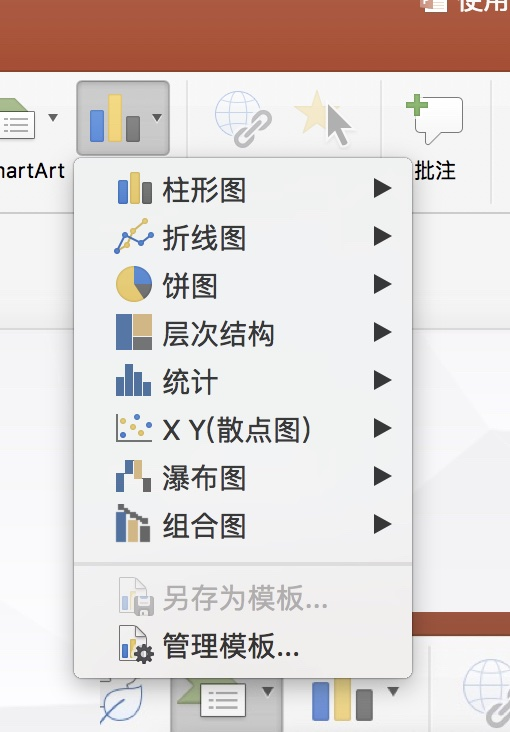 使用
martArt
批注
柱形图
折线图
饼图
层次结构
统计
X Y(散点图)
瀑布图
组合图
另存为模板...
管理模板...